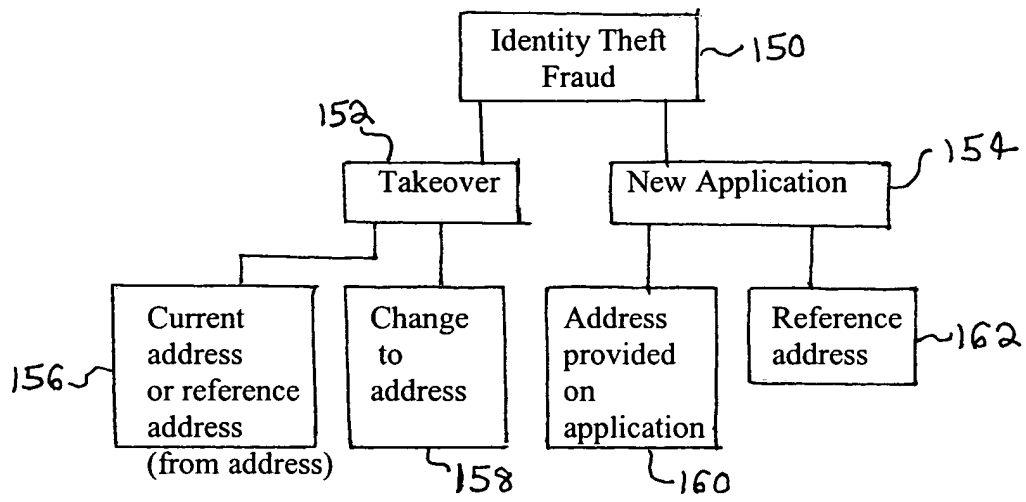 Identity Theft
Fraud
150
152
Takeover
New Application
154
Current
address
or reference
address
(from address)
156
Change
to
address
158
Address
provided
on
application
160
Reference
address
162